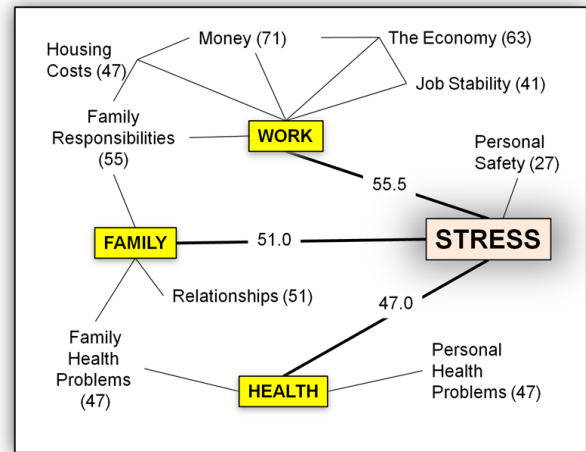 Money (71)
The Economy (63)
Housing
Costs (47)
Job Stability (41)
Family
Responsibilities
(55)
WORK
Personal
Safety (27)
55.5
FAMILY
51.0
STRESS
Relationships (51)
47.0
Family
Health
Problems
(47)
HEALTH
Personal
Health
Problems (47)